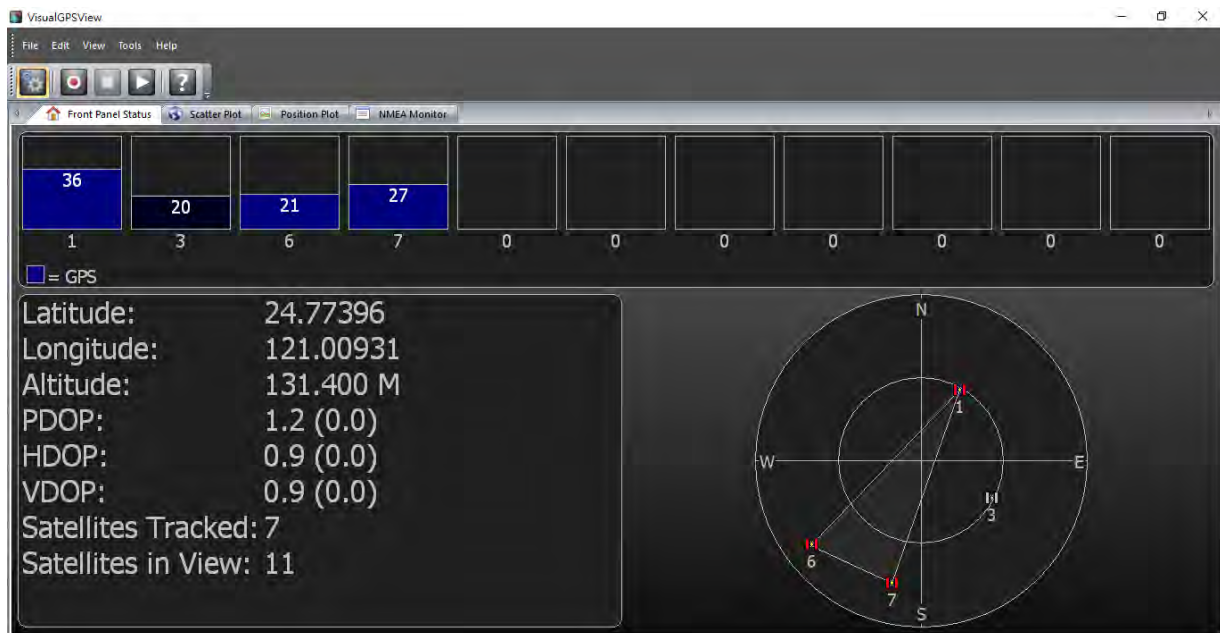 VisualGPSView
File Edit View Tools Help
Front Panel Status Scatter Plot Position Plot NMEA Monitor
36 20 21 27
1 3 6 7 0 0 0 0 0 0 0
= GPS
Latitude: 24.77396
Longitude: 121.00931
Altitude: 131.400 M
PDOP: 1.2 (0.0)
HDOP: 0.9 (0.0)
VDOP: 0.9 (0.0)
Satellites Tracked: 7
Satellites in View: 11
N
1
W E
3
6
7
S